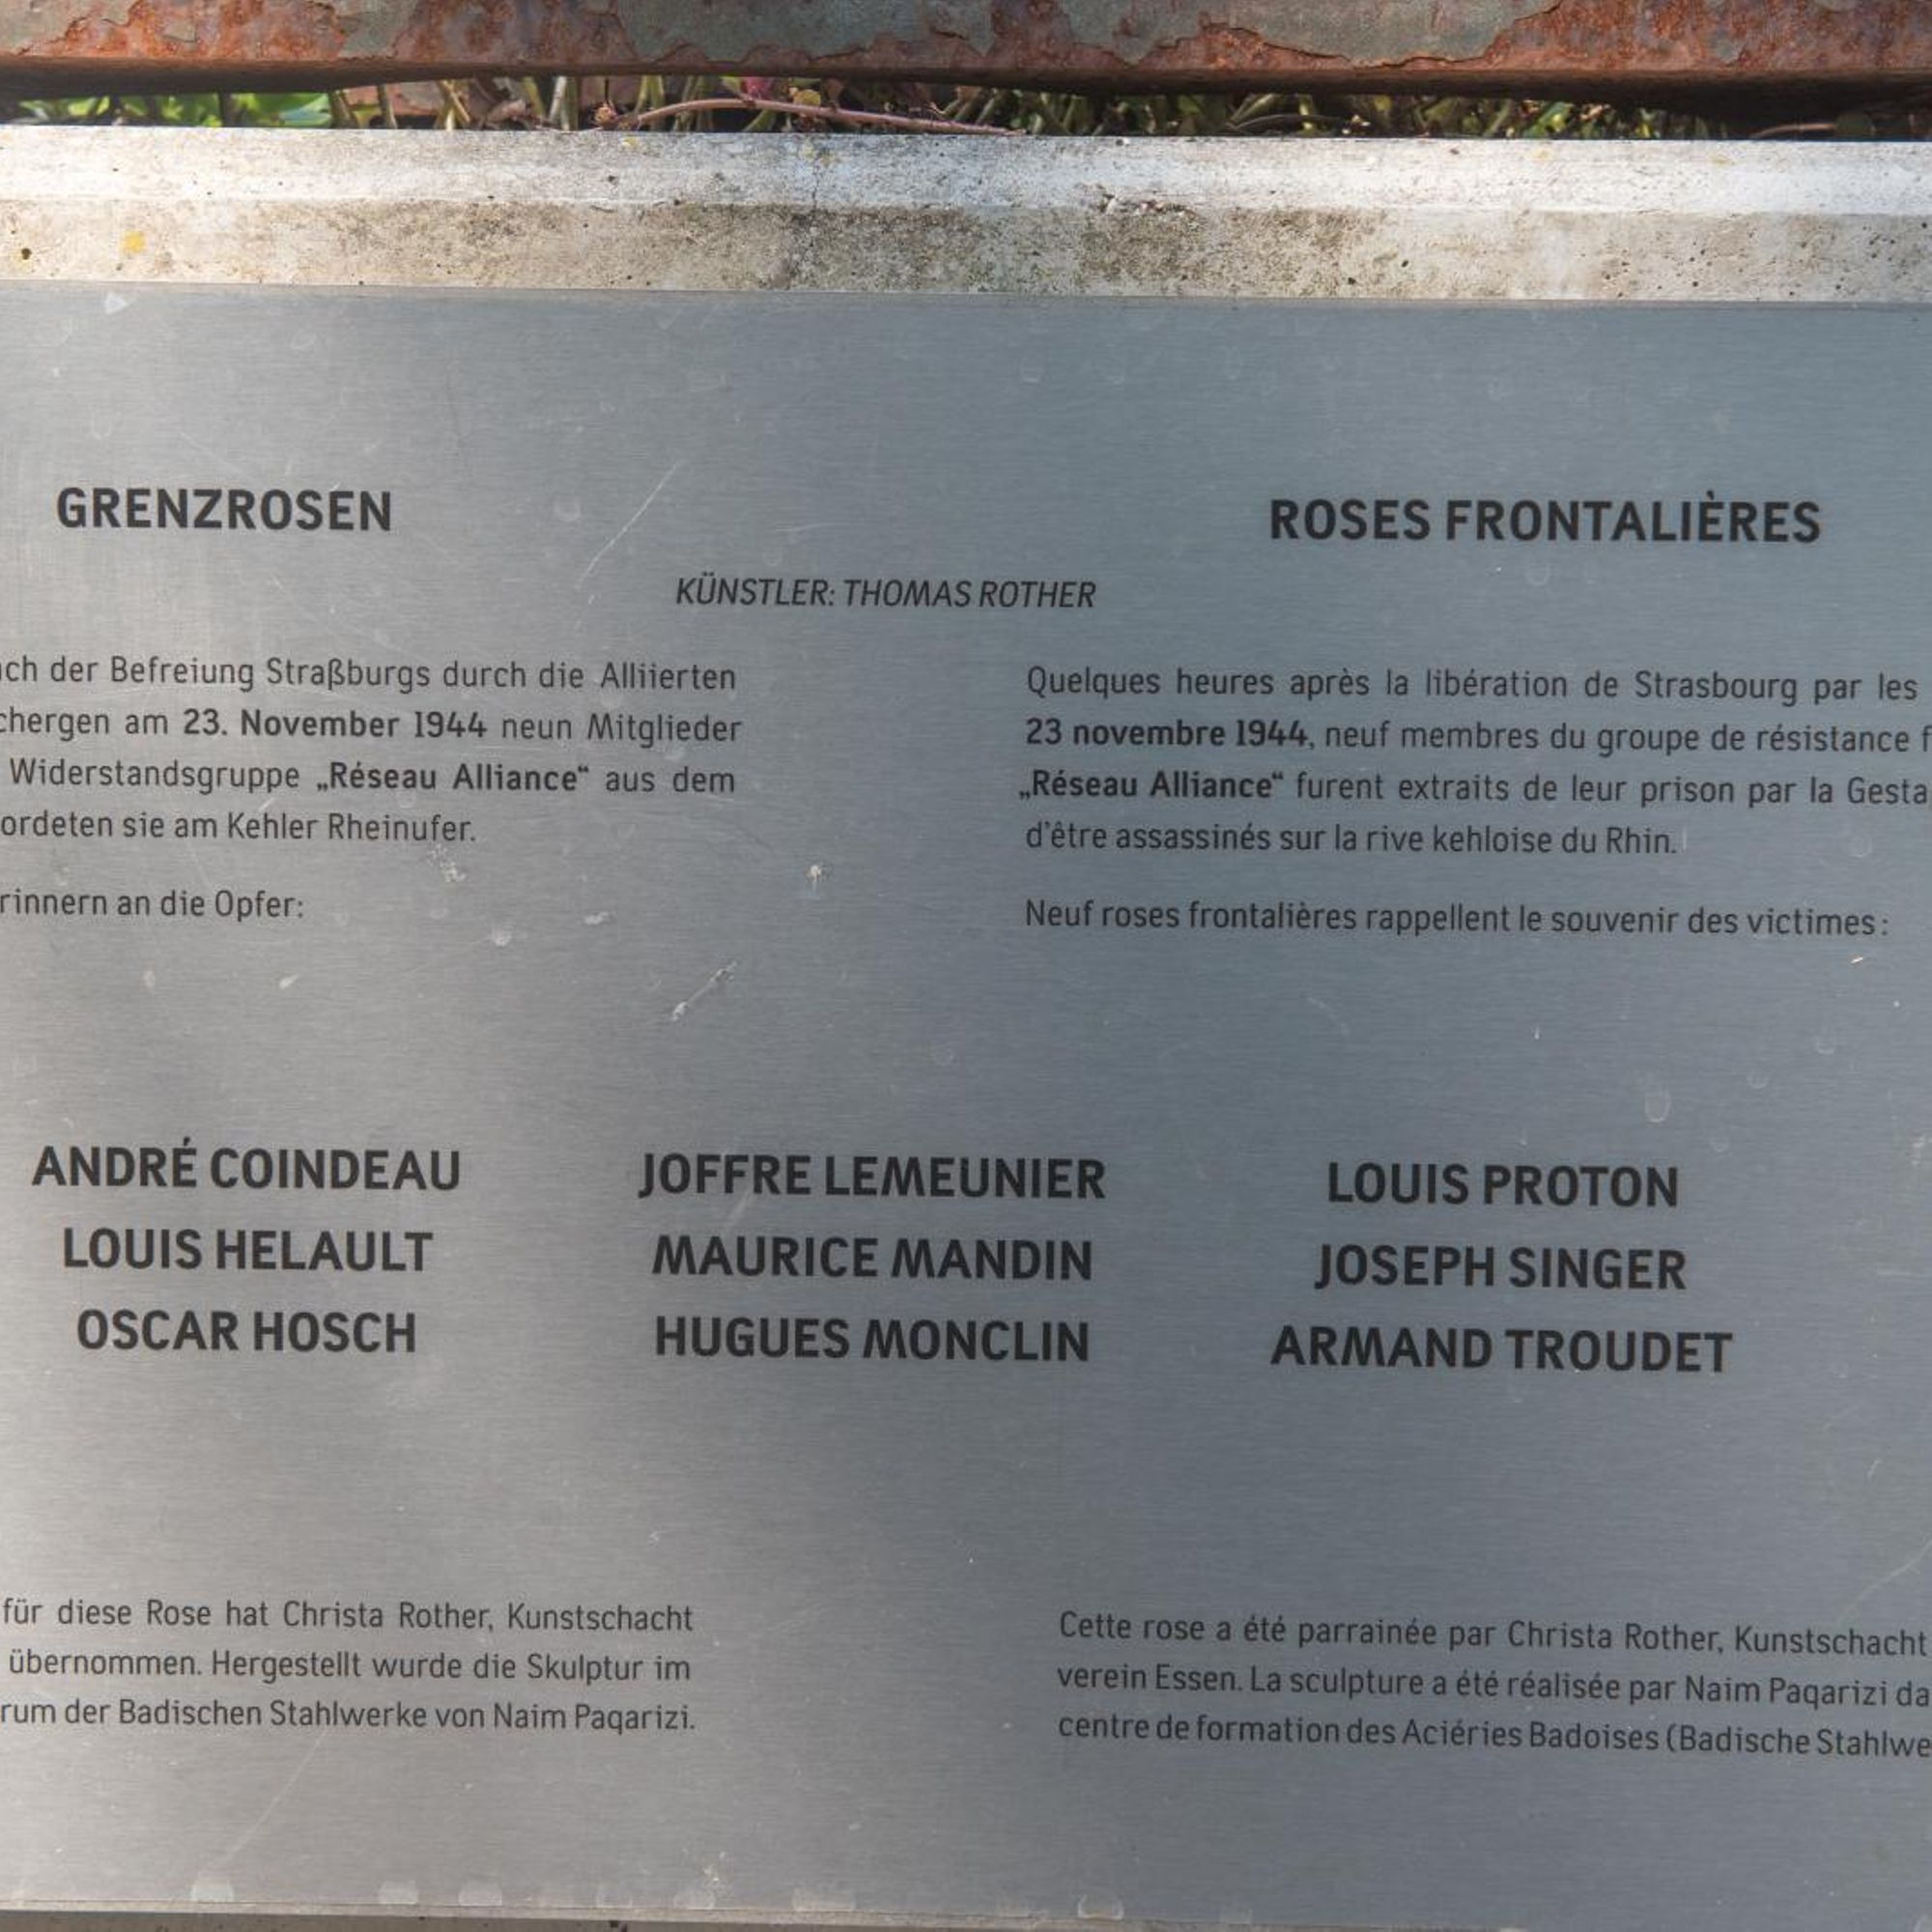 GRENZROSEN
ROSES FRONTALIÈRES
KÜNSTLER: THOMAS ROTHER
der Befreiung Straßburgs durch die Alliierten
am 23. November 1944 neun Mitglieder
Widerstandsgruppe „Réseau Alliance“ aus dem
sie am Kehler Rheinufer.
an die Opfer:
Quelques heures après la libération de Strasbourg par les
23 novembre 1944, neuf membres du groupe de résistance
„Réseau Alliance“ furent extraits de leur prison par la
d'être assassinés sur la rive kehloise du Rhin.
Neuf roses frontalières rappellent le souvenir des victimes :
ANDRÉ COINDEAU
LOUIS HELAULT
OSCAR HOSCH
JOFFRE LEMEUNIER
MAURICE MANDIN
HUGUES MONCLIN
LOUIS PROTON
JOSEPH SINGER
ARMAND TROUDET
für diese Rose hat Christa Rother, Kunstschacht
übernommen. Hergestellt wurde die Skulptur im
der Badischen Stahlwerke von Naim Paqarizi.
Cette rose a été parrainée par Christa Rother, Kunstschacht
verein Essen. La sculpture a été réalisée par Naim Paqarizi
centre de formation des Aciéries Badoises (Badische